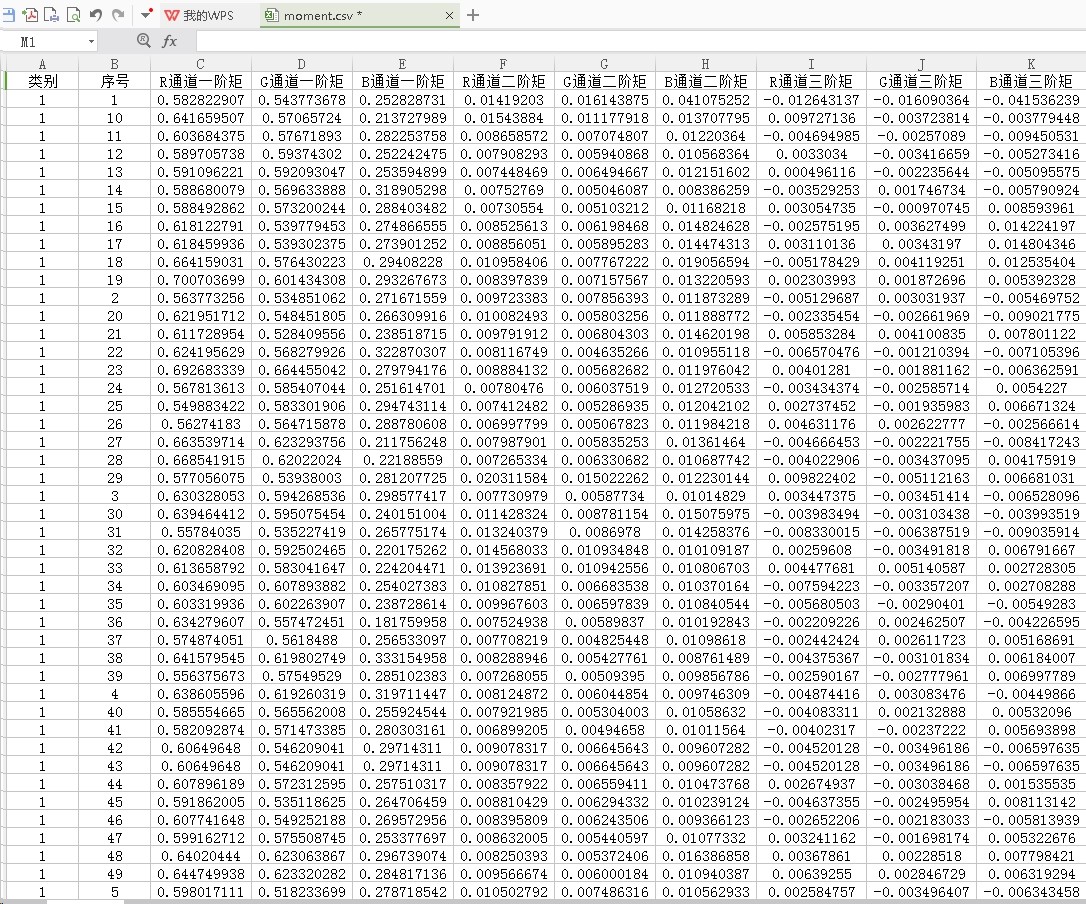 我的WPS moment.csv *
M1 fx
A B C D E F G H I J K
类别 序号 R通道一阶矩 G通道一阶矩 B通道一阶矩 R通道二阶矩 G通道二阶矩 B通道二阶矩 R通道三阶矩 G通道三阶矩 B通道三阶矩
1 1 0.582822907 0.543773678 0.252828731 0.01419203 0.016143875 0.041075252 -0.012643137 -0.016090364 -0.041536239
1 10 0.641659507 0.57065724 0.213727989 0.01543884 0.011177918 0.013707795 0.009727136 -0.003723814 -0.003779448
1 11 0.603684375 0.57671893 0.282253758 0.008658572 0.007074807 0.01220364 -0.004694985 -0.00257089 -0.009450531
1 12 0.589705738 0.59374302 0.252242475 0.007908293 0.005940868 0.010568364 0.0033034 -0.003416659 -0.005273416
1 13 0.591096221 0.592093047 0.253594899 0.007448469 0.006494667 0.012151602 0.000496116 -0.002235644 -0.005095575
1 14 0.588680079 0.569633888 0.318905298 0.00752769 0.005046087 0.008386259 -0.003529253 0.001746734 -0.005790924
1 15 0.588492862 0.573200244 0.288403482 0.00730554 0.005103212 0.01168218 0.003054735 -0.000970745 0.008593961
1 16 0.618122791 0.539779453 0.274866555 0.008525613 0.006198468 0.014824628 -0.002575195 0.003627499 0.014224197
1 17 0.618459936 0.539302375 0.273901252 0.008856051 0.005895283 0.014474313 0.003110136 0.00343197 0.014804346
1 18 0.664159031 0.576430223 0.29408228 0.010958406 0.007767222 0.019056594 -0.005178429 0.004119251 0.012535404
1 19 0.700703699 0.601434308 0.293267673 0.008397839 0.007157567 0.013220593 0.002303993 0.001872696 0.005392328
1 2 0.563773256 0.534851062 0.271671559 0.009723383 0.007856393 0.011873289 -0.005129687 0.003031937 -0.005469752
1 20 0.621951712 0.548451805 0.266309916 0.010082493 0.005803256 0.011888772 -0.002335454 -0.002661969 -0.009021775
1 21 0.611728954 0.528409556 0.238518715 0.009791912 0.006804303 0.014620198 0.005853284 0.004100835 0.007801122
1 22 0.624195629 0.568279926 0.322870307 0.008116749 0.004635266 0.010955118 -0.006570476 -0.001210394 -0.007105396
1 23 0.692683339 0.664455042 0.279794176 0.008884132 0.005682682 0.011976042 0.00401281 -0.001881162 -0.006362591
1 24 0.567813613 0.585407044 0.251614701 0.00780476 0.006037519 0.012720533 -0.003434374 -0.002585714 0.0054227
1 25 0.549883422 0.583301906 0.294743114 0.007412482 0.005286935 0.012042102 0.002737452 -0.001935983 0.006671324
1 26 0.56274183 0.564715878 0.288780608 0.006997799 0.005067823 0.011984218 0.004631176 0.002622777 -0.002566614
1 27 0.663539714 0.623293756 0.211756248 0.007987901 0.005835253 0.01361464 -0.004666453 -0.002221755 -0.008417243
1 28 0.668541915 0.62022024 0.22188559 0.007265334 0.006330682 0.010687742 -0.004022906 -0.003437095 0.004175919
1 29 0.577056075 0.53938003 0.281207725 0.020311584 0.015022262 0.012230144 0.009822402 -0.005112163 0.006681031
1 3 0.630328053 0.594268536 0.298577417 0.007730979 0.00587734 0.01014829 0.003447375 -0.003451414 -0.006528096
1 30 0.639464412 0.595075454 0.240151004 0.011428324 0.008781154 0.015075975 -0.003983494 -0.003103438 -0.003993519
1 31 0.55784035 0.535227419 0.265775174 0.013240379 0.0086978 0.014258376 -0.008330015 -0.006387519 -0.009035914
1 32 0.620828408 0.592502465 0.220175262 0.014568033 0.010934848 0.010109187 0.00259608 -0.003491818 0.006791667
1 33 0.613658792 0.583041647 0.224204471 0.013923691 0.010942556 0.010806703 0.004477681 0.005140587 0.002728305
1 34 0.603469095 0.607893882 0.254027383 0.010827851 0.006683538 0.010370164 -0.007594223 -0.003357207 0.002708288
1 35 0.603319936 0.602263907 0.238728614 0.009967603 0.006597839 0.010840544 -0.005680503 -0.00290401 -0.00549283
1 36 0.634279607 0.557472451 0.181759958 0.007524938 0.00589837 0.010192843 -0.002209226 0.002462507 -0.004226595
1 37 0.574874051 0.5618488 0.256533097 0.007708219 0.004825448 0.01098618 -0.002442424 0.002611723 0.005168691
1 38 0.641579545 0.619802749 0.333154958 0.008288946 0.005427761 0.008761489 -0.004375367 -0.003101834 0.006184007
1 39 0.556375673 0.57549529 0.285102383 0.007268055 0.00509395 0.009856786 -0.002590167 -0.002777961 0.006997789
1 4 0.638605596 0.619260319 0.319711447 0.008124872 0.006044854 0.009746309 -0.004874416 0.003083476 -0.00449866
1 40 0.585554665 0.565562008 0.255924544 0.007921985 0.005304003 0.01058632 -0.004083311 0.002132888 0.00532096
1 41 0.582092874 0.571473385 0.280303161 0.006899205 0.00494658 0.01011564 -0.00402317 -0.00237222 0.005693898
1 42 0.60649648 0.546209041 0.29714311 0.009078317 0.006645643 0.009607282 -0.004520128 -0.003496186 -0.006597635
1 43 0.60649648 0.546209041 0.29714311 0.009078317 0.006645643 0.009607282 -0.004520128 -0.003496186 -0.006597635
1 44 0.607896189 0.572312595 0.257510317 0.008357922 0.006559411 0.010473768 0.002674937 -0.003038468 0.001535535
1 45 0.591862005 0.535118625 0.264706459 0.008810429 0.006294332 0.010239124 -0.004637355 -0.002495954 0.008113142
1 46 0.607741648 0.549252188 0.269572956 0.008395809 0.006243506 0.009366123 -0.002652206 -0.002183033 -0.005813939
1 47 0.599162712 0.575508745 0.253377697 0.008632005 0.005440597 0.01077332 0.003241162 -0.001698174 0.005322676
1 48 0.64020444 0.623063867 0.296739074 0.008250393 0.005372406 0.016386858 0.00367861 0.00228518 0.007798421
1 49 0.644749938 0.623320282 0.284817136 0.009566674 0.006000184 0.010940387 0.00639255 0.002846729 0.006319294
1 5 0.598017111 0.518233699 0.278718542 0.010502792 0.007486316 0.010562933 0.002584757 -0.003496407 -0.006343458